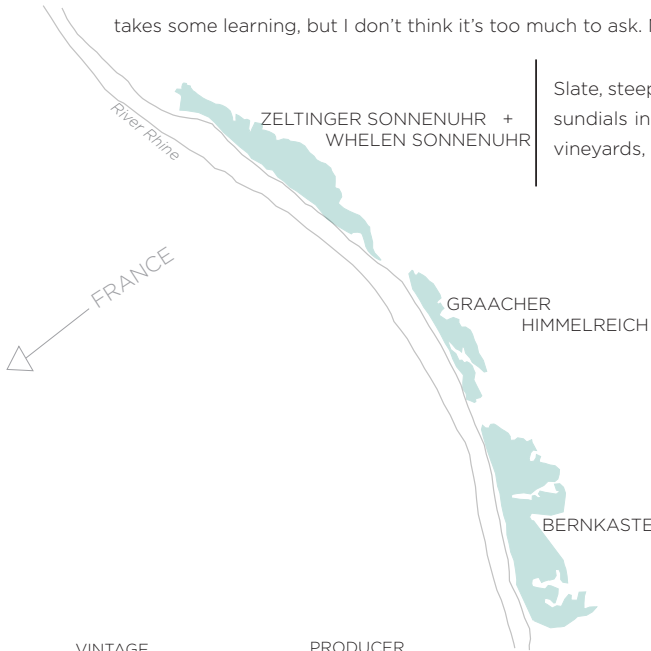 takes some learning, but I don’t think it’s too much to ask.
Slate, steep
sundials in
vineyards,
ZELTINGER SONNENUHR +
WHELEN SONNENUHR
River Rhine
FRANCE
GRAACHER
HIMMELREICH
BERNKASTE
VINTAGE
PRODUCER